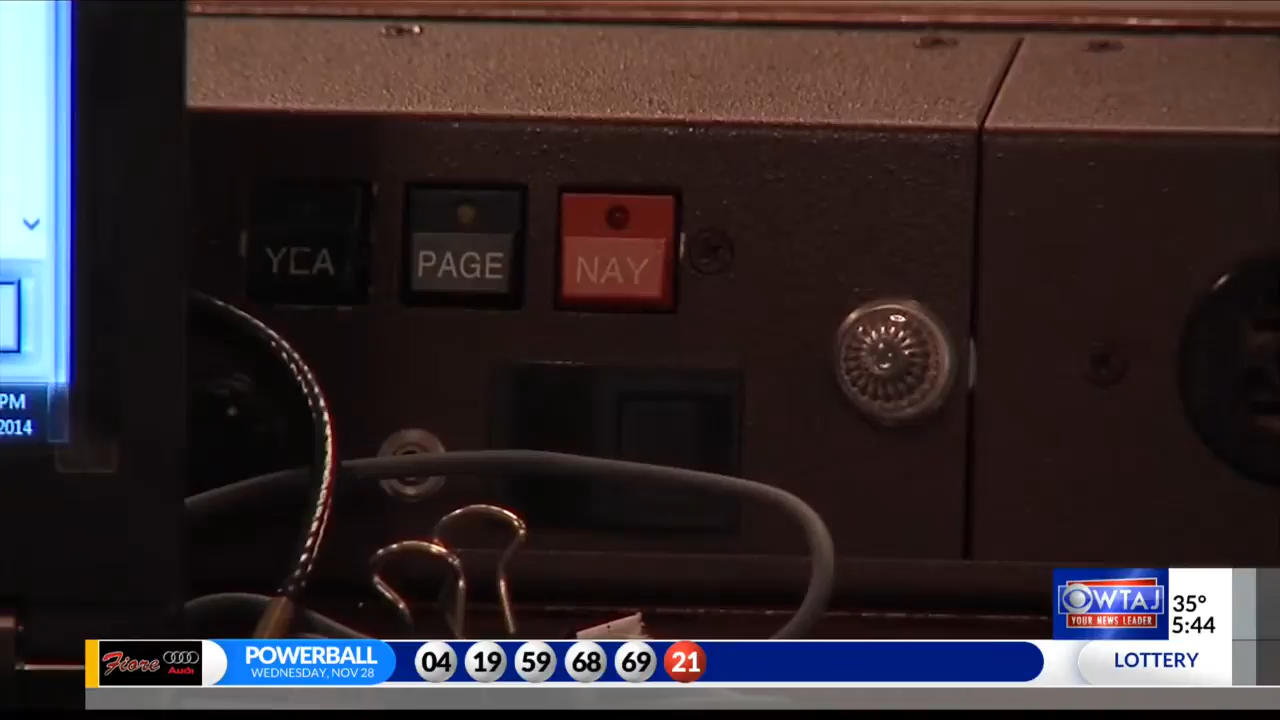 YEA
PAGE
NAY
PM
2014
WTAJ
YOUR NEWS LEADER
35°
5:44
Fiore
Audi
POWERBALL
WEDNESDAY, NOV 28
04 19 59 68 69 21
LOTTERY